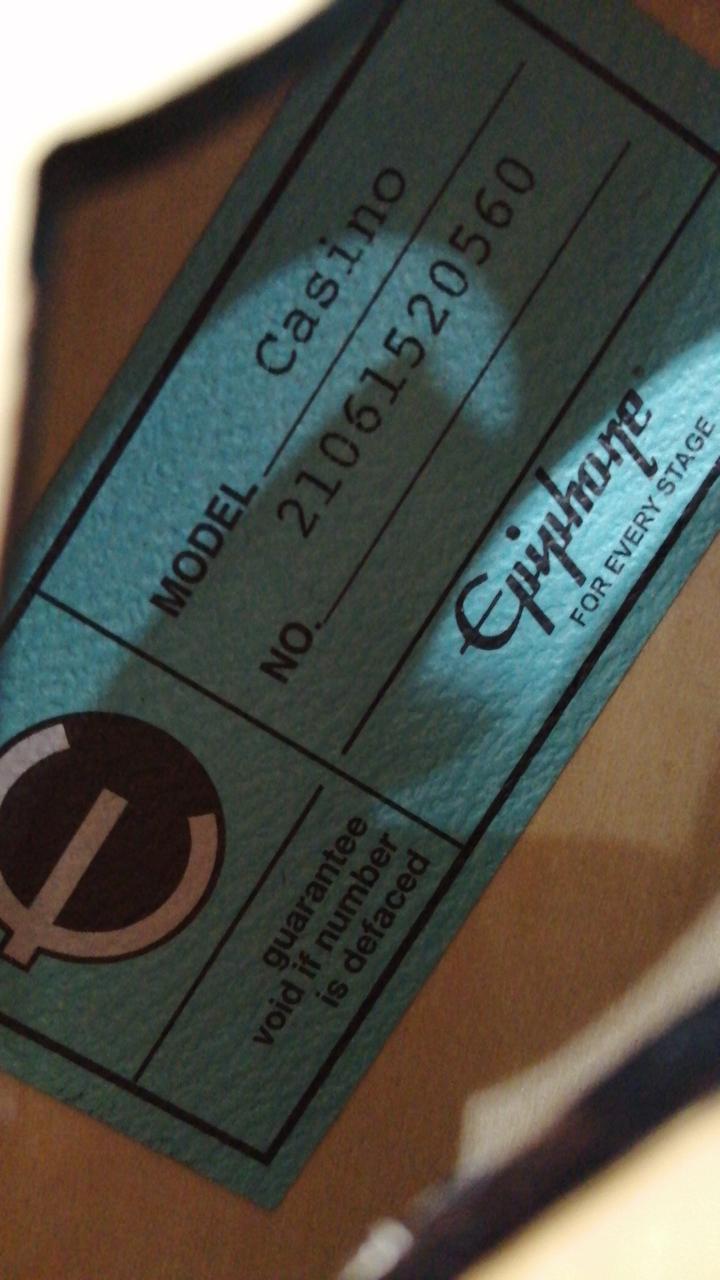 MODEL Casino
NO. 21061520560
Epiphone®
FOR EVERY STAGE
guarantee
void if number
is defaced